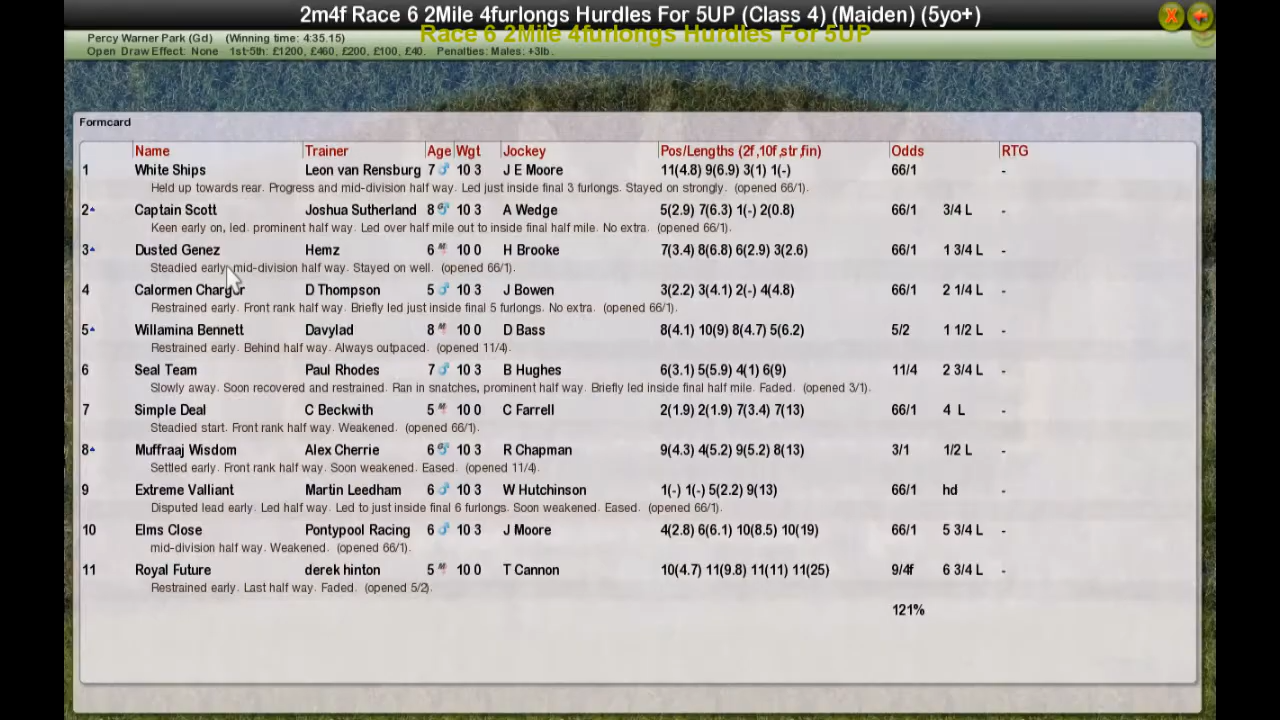 2m4f Race 6 2Mile 4furlongs Hurdles For 5UP (Class 4) (Maiden) (5yo+)
Race 6 2Mile 4furlongs Hurdles For 5UP
Percy Warner Park (Gd) (Winning time: 4:35.15)
Open Draw Effect: None 1st-5th: £1200, £460, £200, £100, £40. Penalties: Males: +3lb.
Formcard
Name Trainer Age Wgt Jockey Pos/Lengths (2f,10f,str,fin) Odds RTG
1 White Ships Leon van Rensburg 7 10 3 J E Moore 11(4.8) 9(6.9) 3(1) 1(-) 66/1 -
Held up towards rear. Progress and mid-division half way. Led just inside final 3 furlongs. Stayed on strongly. (opened 66/1).
2 Captain Scott Joshua Sutherland 8 10 3 A Wedge 5(2.9) 7(6.3) 1(-) 2(0.8) 66/1 3/4 L -
Keen early on, led, prominent half way. Led over half mile out to inside final half mile. No extra. (opened 66/1).
3 Dusted Genez Hemz 6 10 0 H Brooke 7(3.4) 8(6.8) 6(2.9) 3(2.6) 66/1 1 3/4 L -
Steadied early, mid-division half way. Stayed on well. (opened 66/1).
4 Calormen Chargur D Thompson 5 10 3 J Bowen 3(2.2) 3(4.1) 2(-) 4(4.8) 66/1 2 1/4 L -
Restrained early. Front rank half way. Briefly led just inside final 5 furlongs. No extra. (opened 66/1).
5 Willamina Bennett Davylad 8 10 0 D Bass 8(4.1) 10(9) 8(4.7) 5(6.2) 5/2 1 1/2 L -
Restrained early. Behind half way. Always outpaced. (opened 11/4).
6 Seal Team Paul Rhodes 7 10 3 B Hughes 6(3.1) 5(5.9) 4(1) 6(9) 11/4 2 3/4 L -
Slowly away. Soon recovered and restrained. Ran in snatches, prominent half way. Briefly led inside final half mile. Faded. (opened 3/1).
7 Simple Deal C Beckwith 5 10 0 C Farrell 2(1.9) 2(1.9) 7(3.4) 7(13) 66/1 4 L -
Steadied start. Front rank half way. Weakened. (opened 66/1).
8 Muffraaj Wisdom Alex Cherrie 6 10 3 R Chapman 9(4.3) 4(5.2) 9(5.2) 8(13) 3/1 1/2 L -
Settled early. Front rank half way. Soon weakened. Eased. (opened 11/4).
9 Extreme Valliant Martin Leedham 6 10 3 W Hutchinson 1(-) 1(-) 5(2.2) 9(13) 66/1 hd -
Disputed lead early. Led half way. Led to just inside final 6 furlongs. Soon weakened. Eased. (opened 66/1).
10 Elms Close Pontypool Racing 6 10 3 J Moore 4(2.8) 6(6.1) 10(8.5) 10(19) 66/1 5 3/4 L -
mid-division half way. Weakened. (opened 66/1).
11 Royal Future derek hinton 5 10 0 T Cannon 10(4.7) 11(9.8) 11(11) 11(25) 9/4f 6 3/4 L -
Restrained early. Last half way. Faded. (opened 5/2).
121%